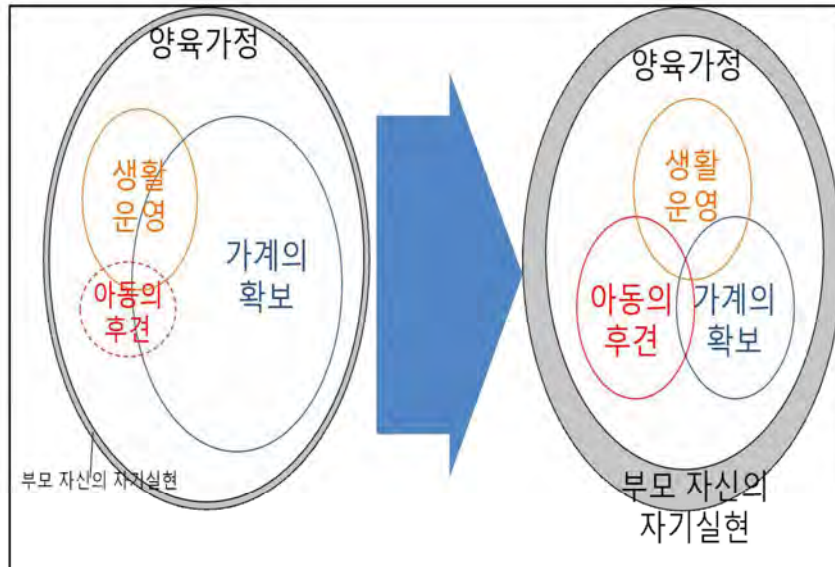 양육가정
생활
운영
가계의
확보
아동의
후견
부모 자신의 자기실현
양육가정
생활
운영
아동의
후견
가계의
확보
부모 자신의
자기실현